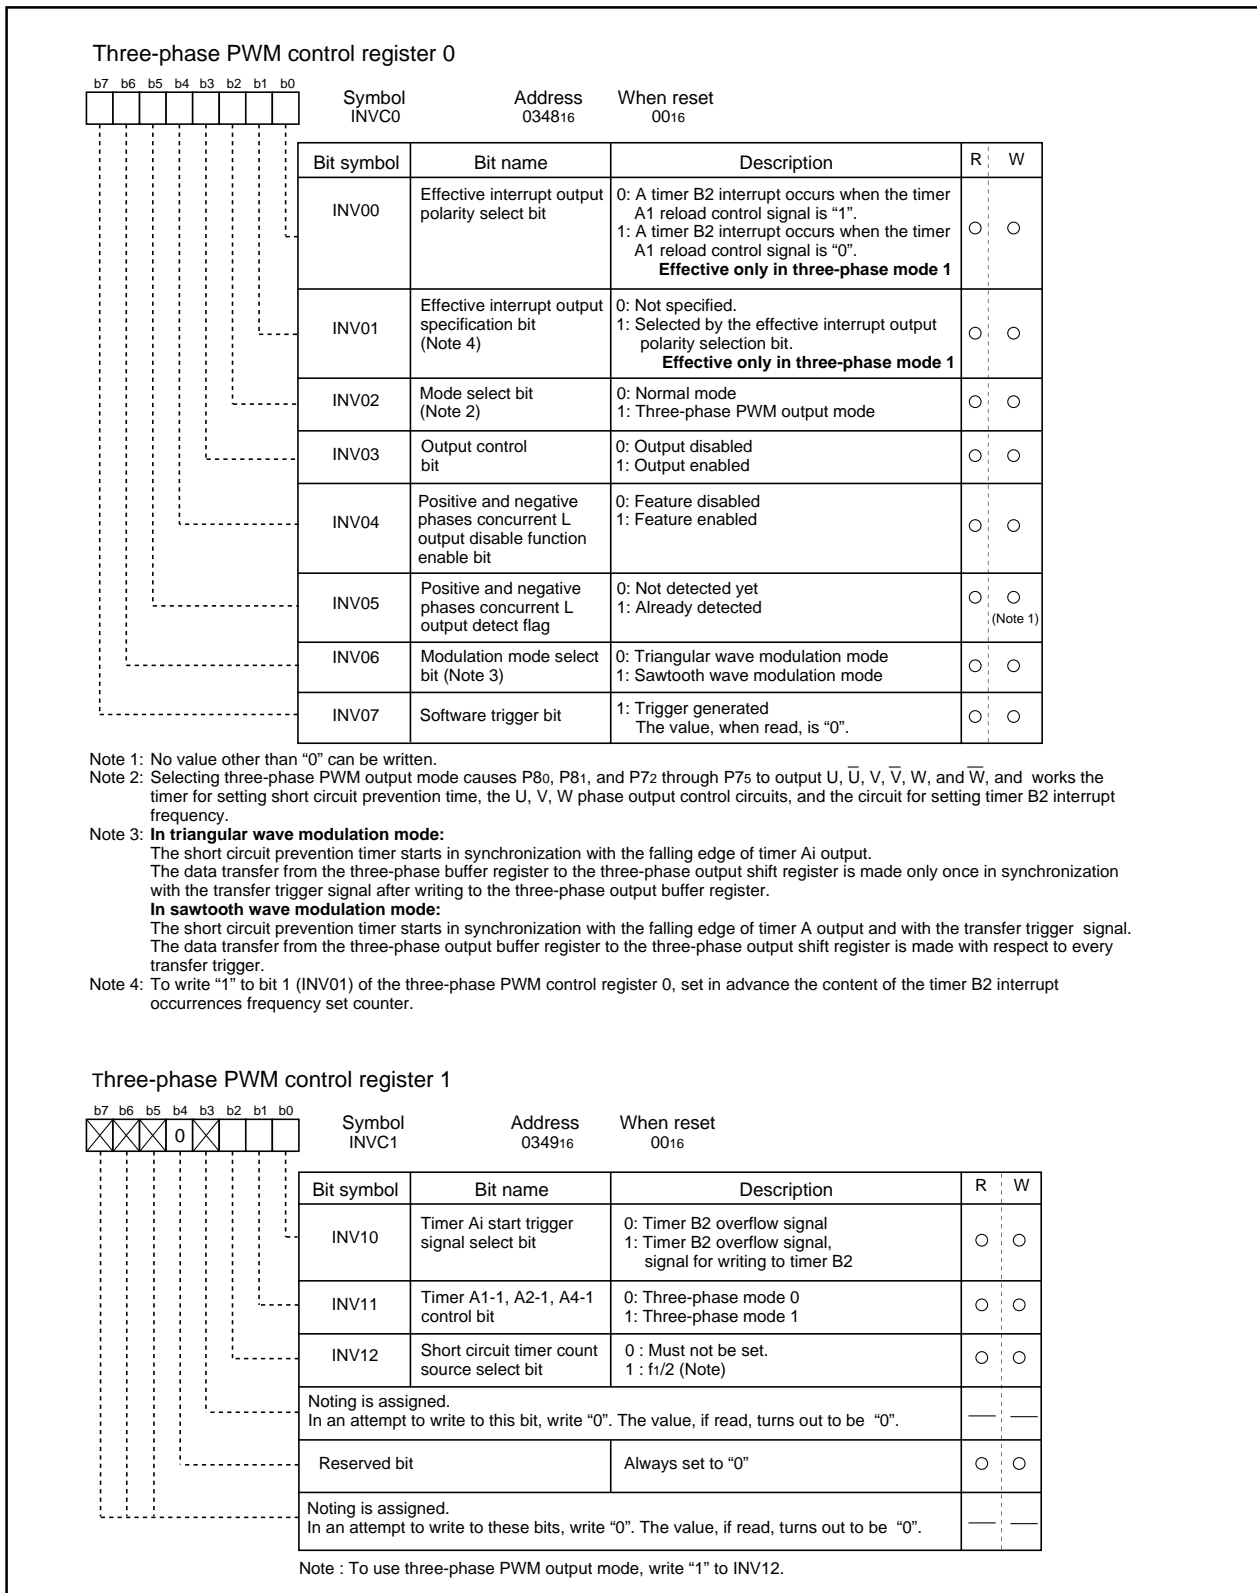 Three-phase PWM control register 0
b7 b6 b5 b4 b3 b2 b1 b0
Symbol Address When reset
INVC0 034816 0016
Bit symbol Bit name Description R W
INV00
Effective interrupt output
polarity select bit
0: A timer B2 interrupt occurs when the timer
A1 reload control signal is “1”.
1: A timer B2 interrupt occurs when the timer
A1 reload control signal is “0”.
Effective only in three-phase mode 1
INV01
Effective interrupt output
specification bit
(Note 4)
0: Not specified.
1: Selected by the effective interrupt output
polarity selection bit.
Effective only in three-phase mode 1
INV02
Mode select bit
(Note 2)
0: Normal mode
1: Three-phase PWM output mode
INV03
Output control
bit
0: Output disabled
1: Output enabled
INV04
Positive and negative
phases concurrent L
output disable function
enable bit
0: Feature disabled
1: Feature enabled
INV05
Positive and negative
phases concurrent L
output detect flag
0: Not detected yet
1: Already detected
(Note 1)
INV06
Modulation mode select
bit (Note 3)
0: Triangular wave modulation mode
1: Sawtooth wave modulation mode
INV07
Software trigger bit
1: Trigger generated
The value, when read, is “0”.
Note 1: No value other than “0” can be written.
Note 2: Selecting three-phase PWM output mode causes P80, P81, and P72 through P75 to output U, U̅, V, V̅, W, and W̅, and works the
timer for setting short circuit prevention time, the U, V, W phase output control circuits, and the circuit for setting timer B2 interrupt
frequency.
Note 3: In triangular wave modulation mode:
The short circuit prevention timer starts in synchronization with the falling edge of timer Ai output.
The data transfer from the three-phase buffer register to the three-phase output shift register is made only once in synchronization
with the transfer trigger signal after writing to the three-phase output buffer register.
In sawtooth wave modulation mode:
The short circuit prevention timer starts in synchronization with the falling edge of timer A output and with the transfer trigger signal.
The data transfer from the three-phase output buffer register to the three-phase output shift register is made with respect to every
transfer trigger.
Note 4: To write “1” to bit 1 (INV01) of the three-phase PWM control register 0, set in advance the content of the timer B2 interrupt
occurrences frequency set counter.
Three-phase PWM control register 1
b7 b6 b5 b4 b3 b2 b1 b0
0
Symbol Address When reset
INVC1 034916 0016
Bit symbol Bit name Description R W
INV10
Timer Ai start trigger
signal select bit
0: Timer B2 overflow signal
1: Timer B2 overflow signal,
signal for writing to timer B2
INV11
Timer A1-1, A2-1, A4-1
control bit
0: Three-phase mode 0
1: Three-phase mode 1
INV12
Short circuit timer count
source select bit
0 : Must not be set.
1 : f1/2 (Note)
Noting is assigned.
In an attempt to write to this bit, write “0”. The value, if read, turns out to be “0”.
Reserved bit Always set to “0”
Noting is assigned.
In an attempt to write to these bits, write “0”. The value, if read, turns out to be “0”.
Note : To use three-phase PWM output mode, write “1” to INV12.